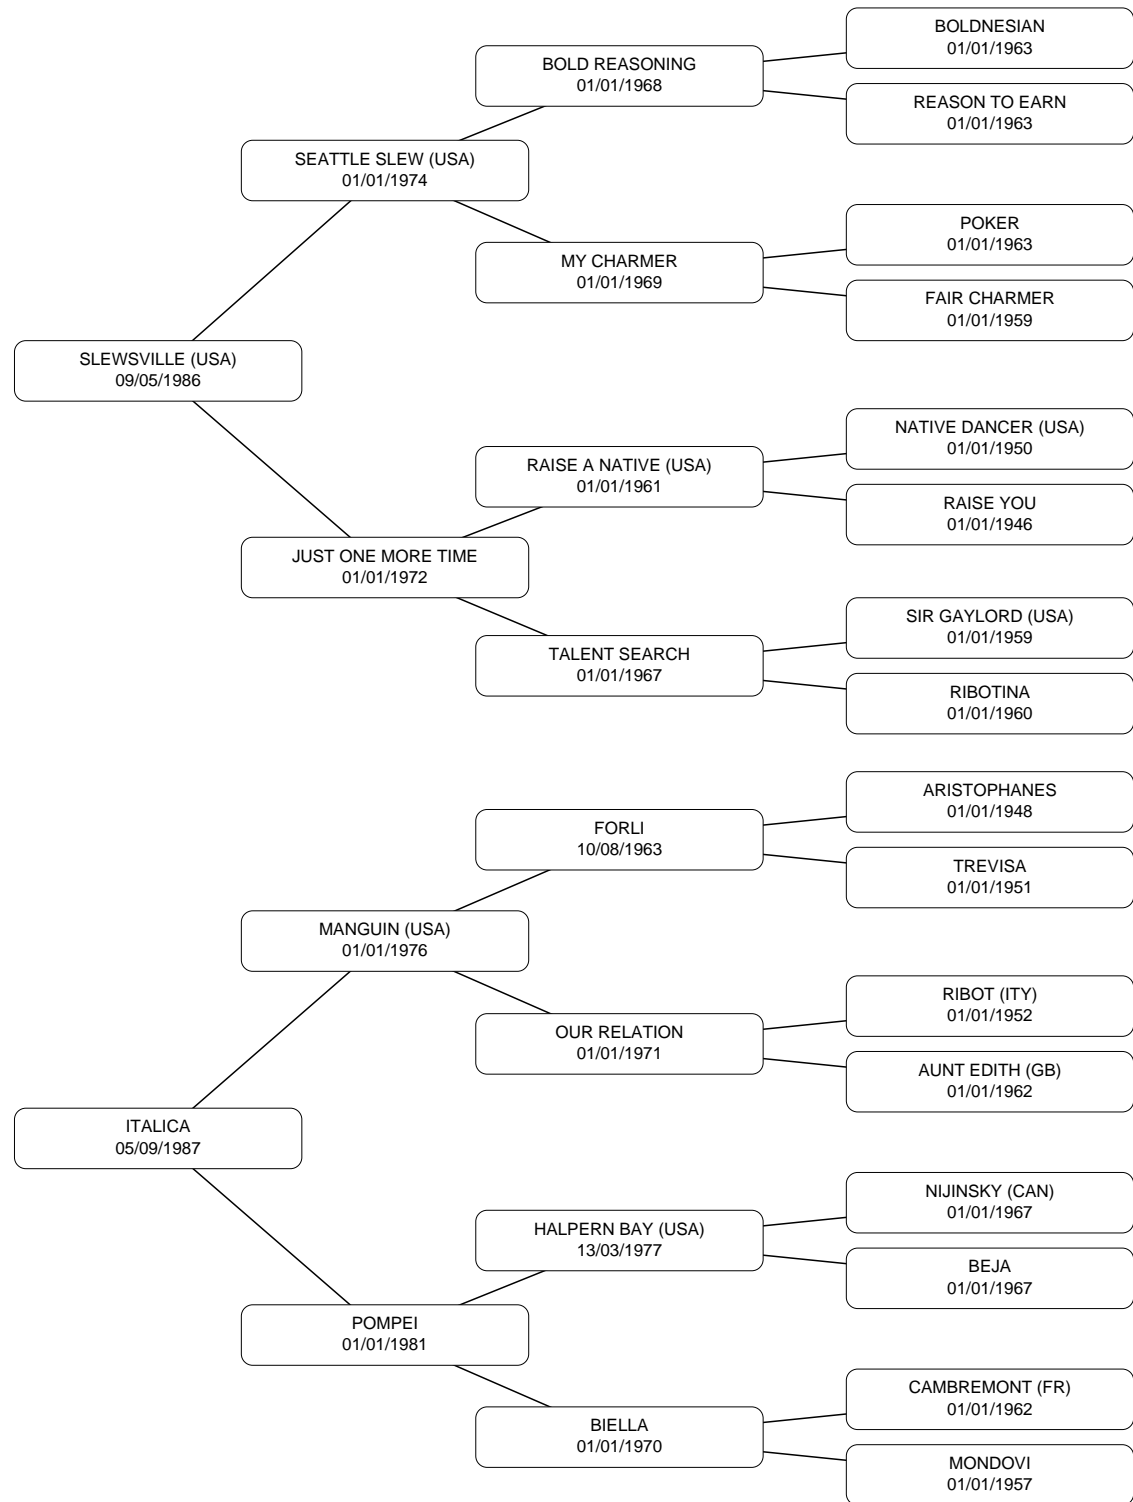 BOLDNESIAN
01/01/1963
BOLD REASONING
01/01/1968
REASON TO EARN
01/01/1963
SEATTLE SLEW (USA)
01/01/1974
POKER
01/01/1963
MY CHARMER
01/01/1969
FAIR CHARMER
01/01/1959
SLEWSVILLE (USA)
09/05/1986
NATIVE DANCER (USA)
01/01/1950
RAISE A NATIVE (USA)
01/01/1961
RAISE YOU
01/01/1946
JUST ONE MORE TIME
01/01/1972
SIR GAYLORD (USA)
01/01/1959
TALENT SEARCH
01/01/1967
RIBOTINA
01/01/1960
ARISTOPHANES
01/01/1948
FORLI
10/08/1963
TREVISA
01/01/1951
MANGUIN (USA)
01/01/1976
RIBOT (ITY)
01/01/1952
OUR RELATION
01/01/1971
AUNT EDITH (GB)
01/01/1962
ITALICA
05/09/1987
NIJINSKY (CAN)
01/01/1967
HALPERN BAY (USA)
13/03/1977
BEJA
01/01/1967
POMPEI
01/01/1981
CAMBREMONT (FR)
01/01/1962
BIELLA
01/01/1970
MONDOVI
01/01/1957